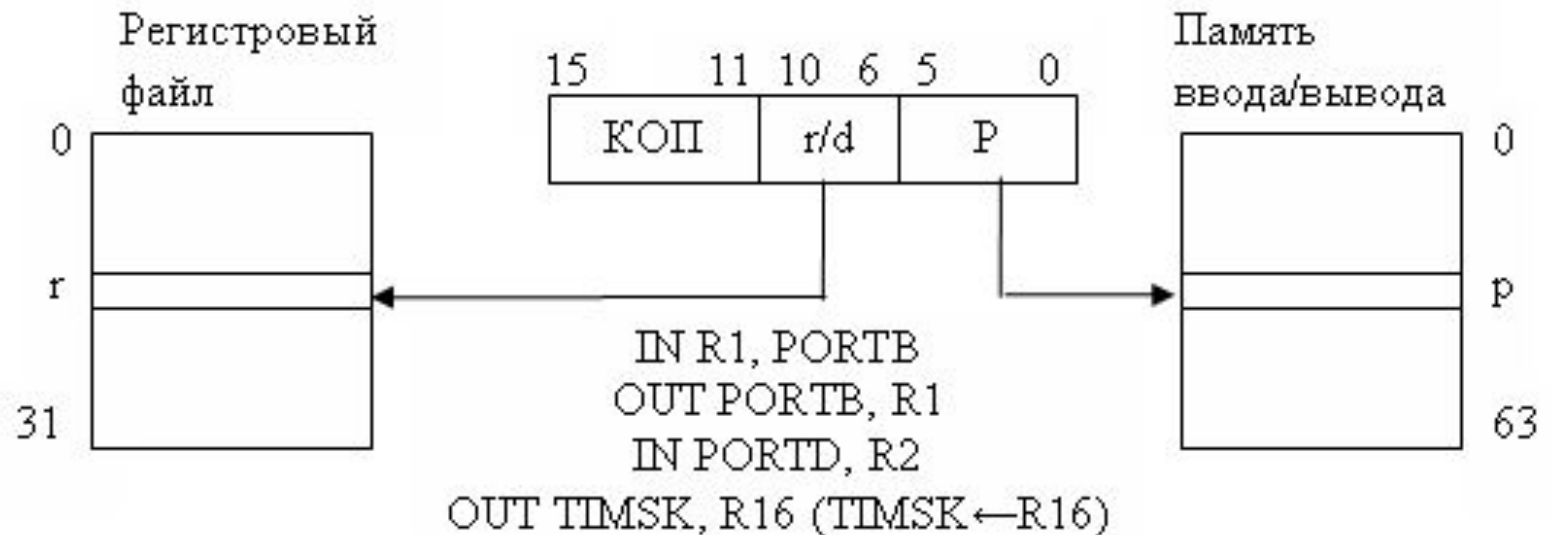 Регистровый
файл
15 11 10 6 5 0
КОП r/d P
Память
ввода/вывода
0
r
31
0
p
63
IN R1, PORTB
OUT PORTB, R1
IN PORTD, R2
OUT TIMSK, R16 (TIMSK←R16)